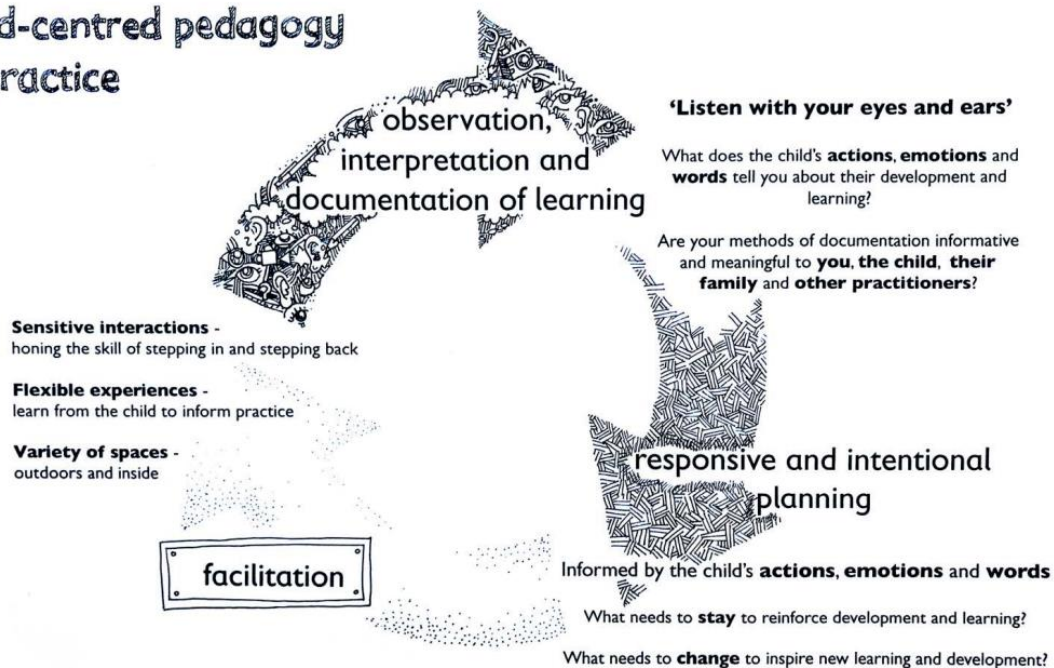 d-centred pedagogy
ractice
observation,
interpretation and
documentation of learning
'Listen with your eyes and ears'
What does the child's actions, emotions and
words tell you about their development and
learning?
Are your methods of documentation informative
and meaningful to you, the child, their
family and other practitioners?
responsive and intentional
planning
Informed by the child's actions, emotions and words
What needs to stay to reinforce development and learning?
What needs to change to inspire new learning and development?
facilitation
Sensitive interactions -
honing the skill of stepping in and stepping back
Flexible experiences -
learn from the child to inform practice
Variety of spaces -
outdoors and inside